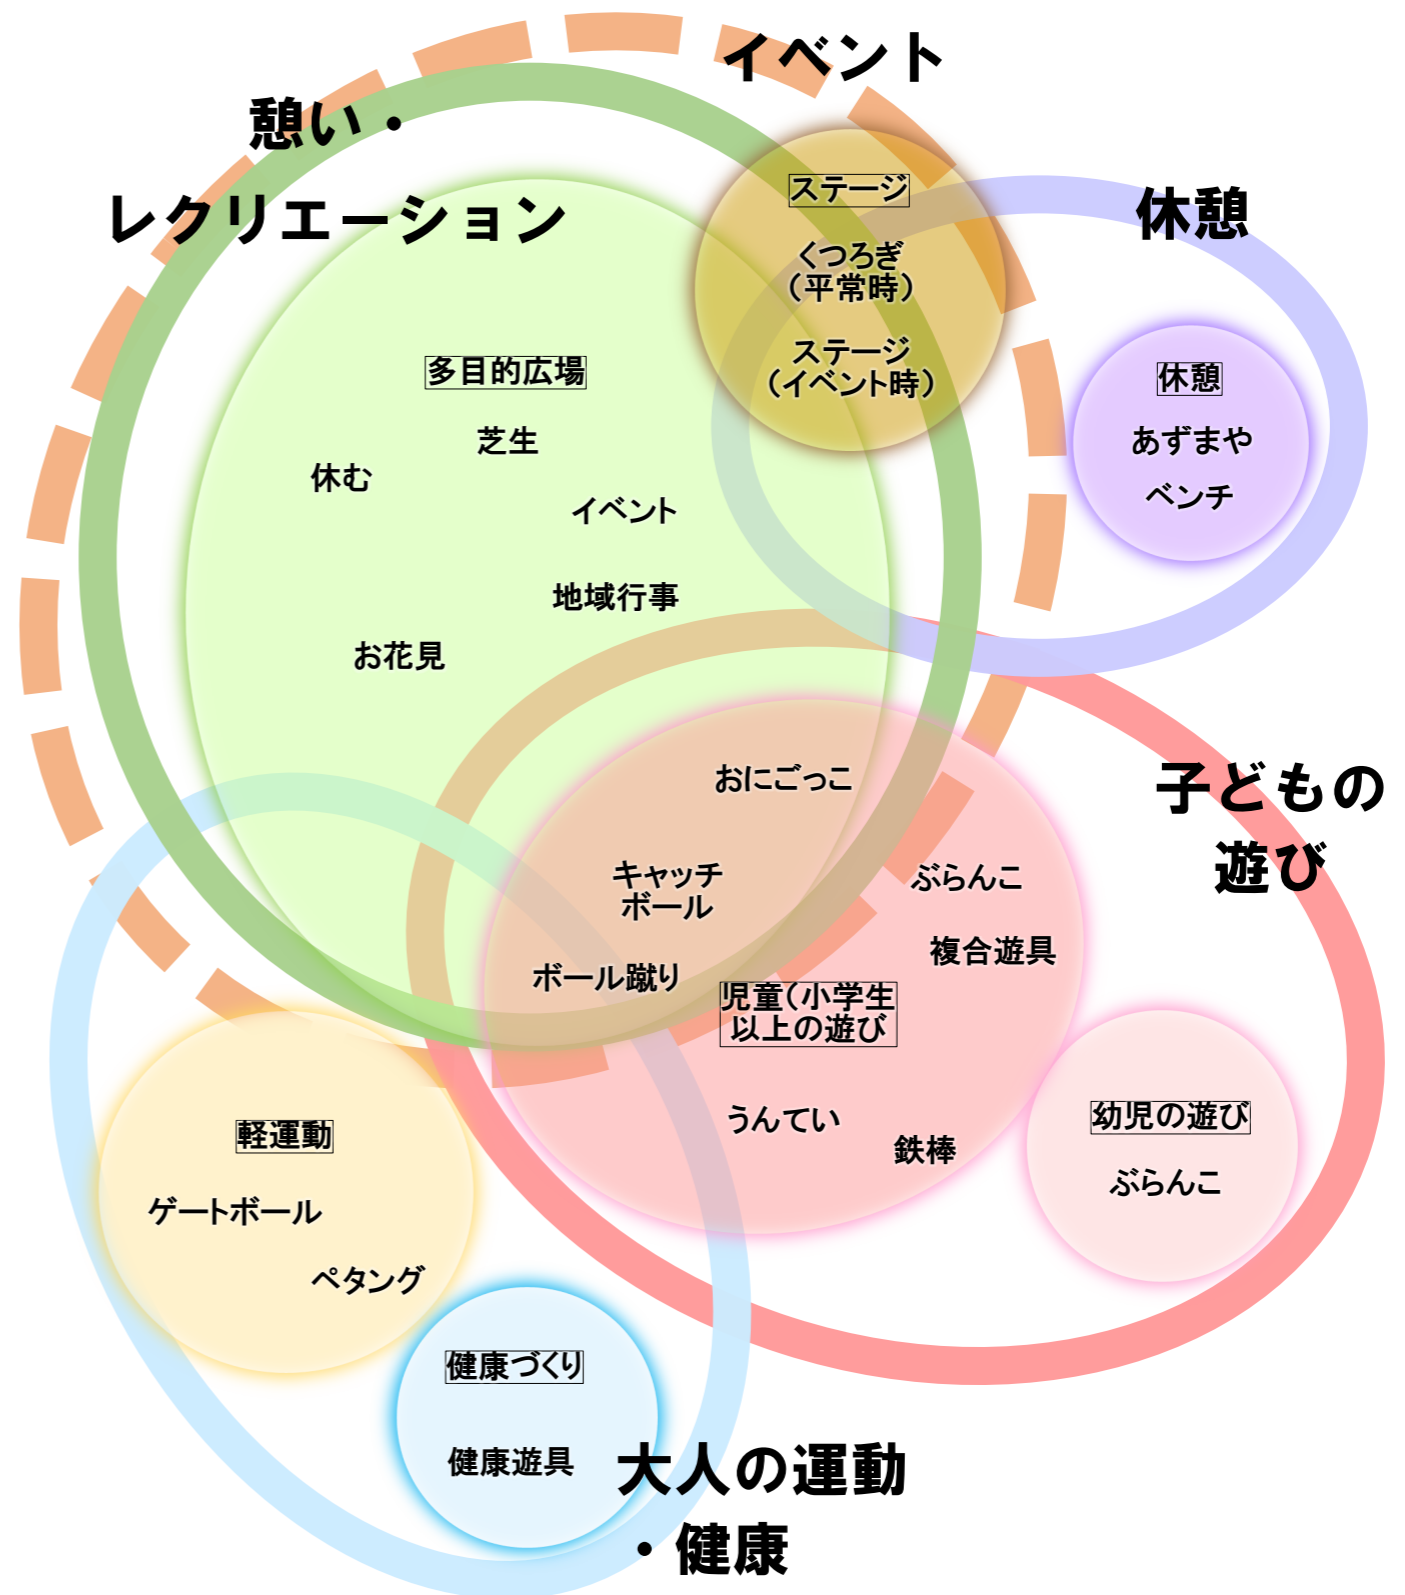 イベント
憩い・
レクリエーション
ステージ
くつろぎ
（平常時）
ステージ
（イベント時）
休憩
休憩
あずまや
ベンチ
多目的広場
芝生
休む
イベント
地域行事
お花見
おにごっこ
キャッチ
ボール
ボール蹴り
子どもの
遊び
ぶらんこ
複合遊具
児童（小学生
以上の遊び
うんてい
鉄棒
幼児の遊び
ぶらんこ
軽運動
ゲートボール
ペタング
健康づくり
健康遊具
大人の運動
・健康